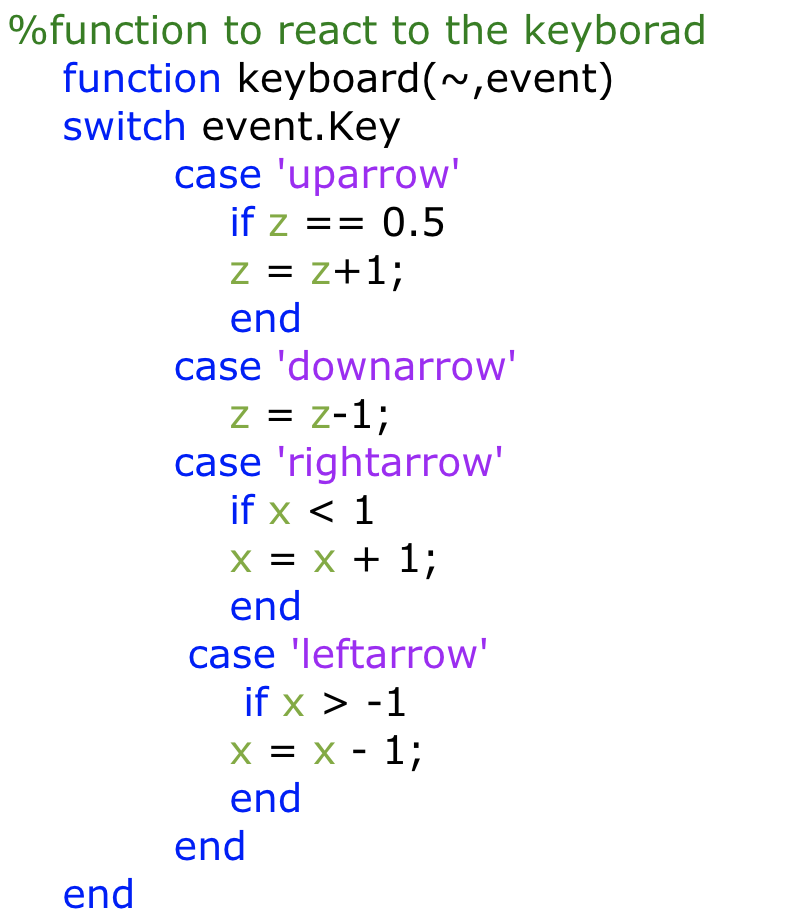 %function to react to the keyborad
function keyboard(~,event)
switch event.Key
case 'uparrow'
if z == 0.5
z = z+1;
end
case 'downarrow'
z = z-1;
case 'rightarrow'
if x < 1
x = x + 1;
end
case 'leftarrow'
if x > -1
x = x - 1;
end
end
end